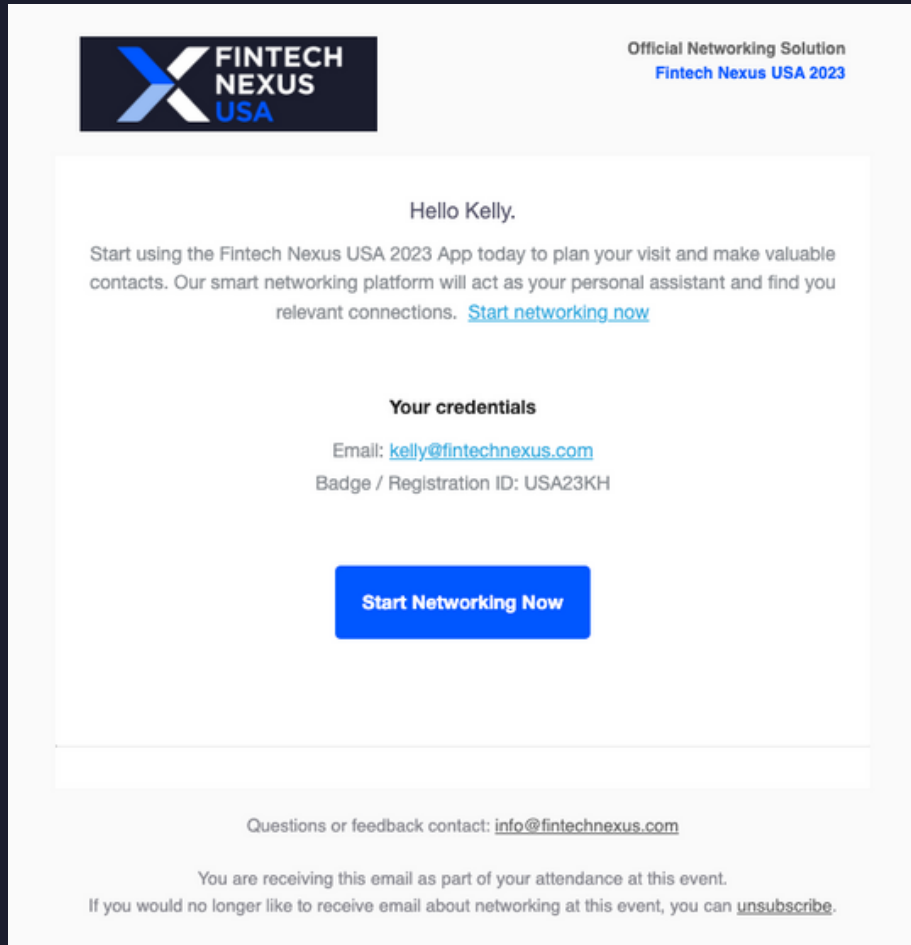 FINTECH
NEXUS
USA
Official Networking Solution
Fintech Nexus USA 2023
Hello Kelly.
Start using the Fintech Nexus USA 2023 App today to plan your visit and make valuable
contacts. Our smart networking platform will act as your personal assistant and find you
relevant connections. Start networking now
Your credentials
Email: kelly@fintechnexus.com
Badge / Registration ID: USA23KH
Start Networking Now
Questions or feedback contact: info@fintechnexus.com
You are receiving this email as part of your attendance at this event.
If you would no longer like to receive email about networking at this event, you can unsubscribe.